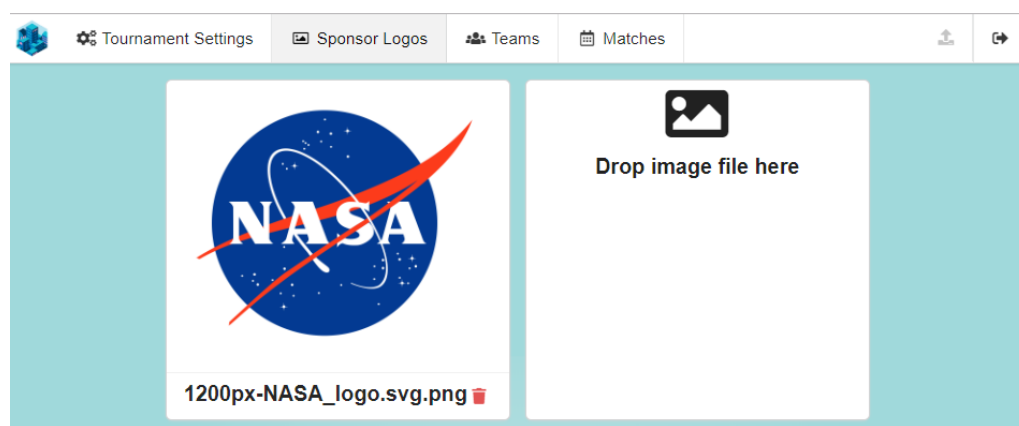 Tournament Settings
Sponsor Logos
Teams
Matches
NASA
Drop image file here
1200px-NASA_logo.svg.png